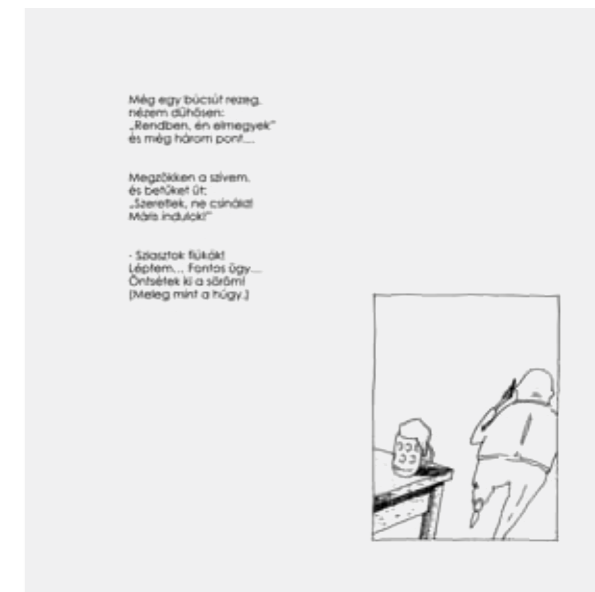 Még egy búcsút rezeg,
nézem dühösen:
„Rendben, én elmegyek"
és még három pont....
Megzökken a szívem,
és betűket üt:
„Szeretlek, ne csináld!
Máris indulok!"
- Sziasztok fiúkák!
Léptem... Fontos ügy...
Öntsétek ki a söröm!
(Meleg mint a húgy.)